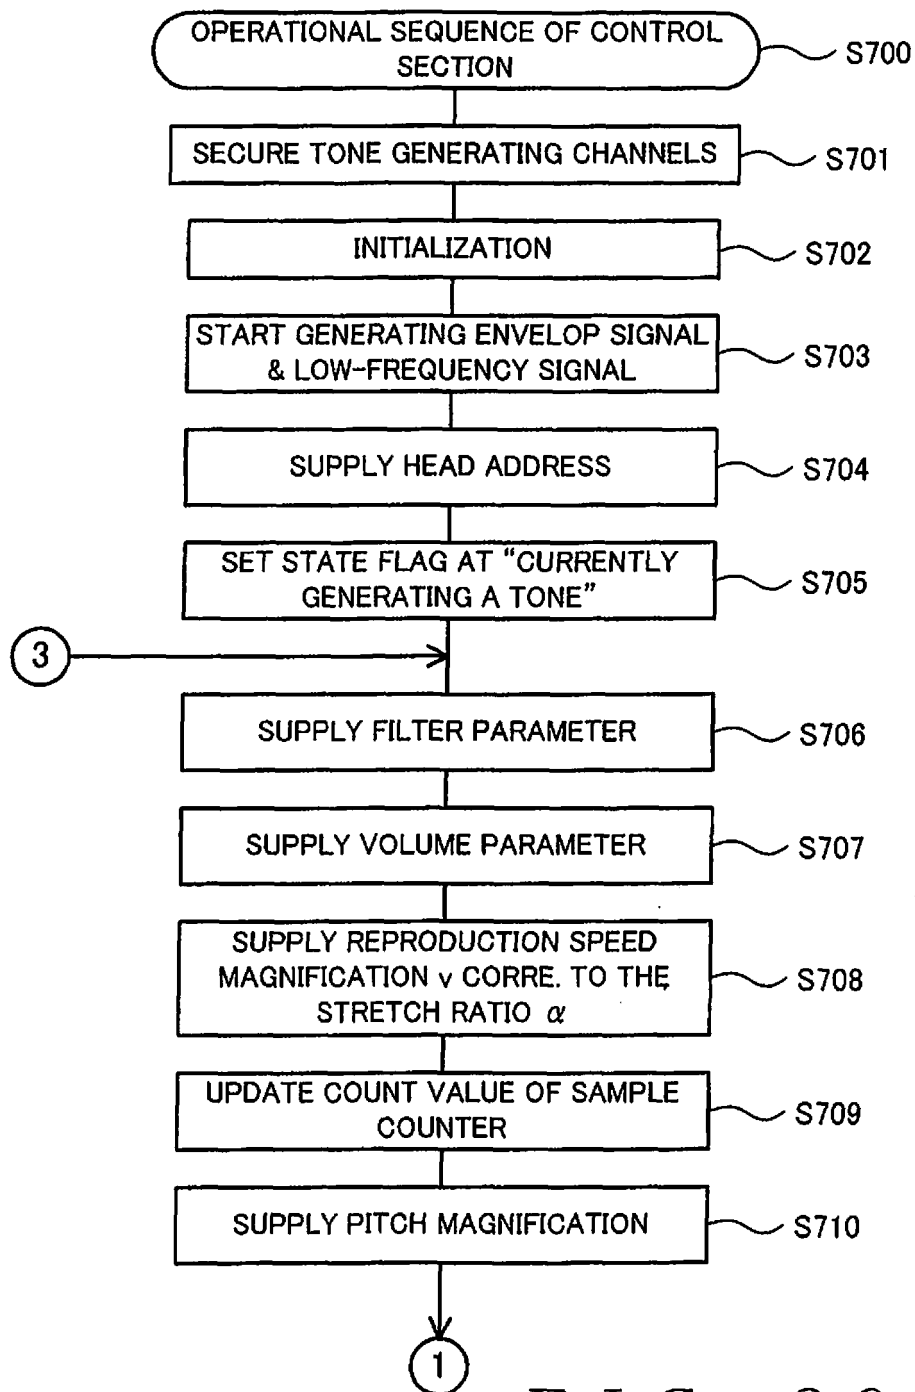 OPERATIONAL SEQUENCE OF CONTROL
SECTION
S700
SECURE TONE GENERATING CHANNELS
S701
INITIALIZATION
S702
START GENERATING ENVELOP SIGNAL
& LOW-FREQUENCY SIGNAL
S703
SUPPLY HEAD ADDRESS
S704
SET STATE FLAG AT “CURRENTLY
GENERATING A TONE”
S705
3
SUPPLY FILTER PARAMETER
S706
SUPPLY VOLUME PARAMETER
S707
SUPPLY REPRODUCTION SPEED
MAGNIFICATION v CORRE. TO THE
STRETCH RATIO α
S708
UPDATE COUNT VALUE OF SAMPLE
COUNTER
S709
SUPPLY PITCH MAGNIFICATION
S710
1